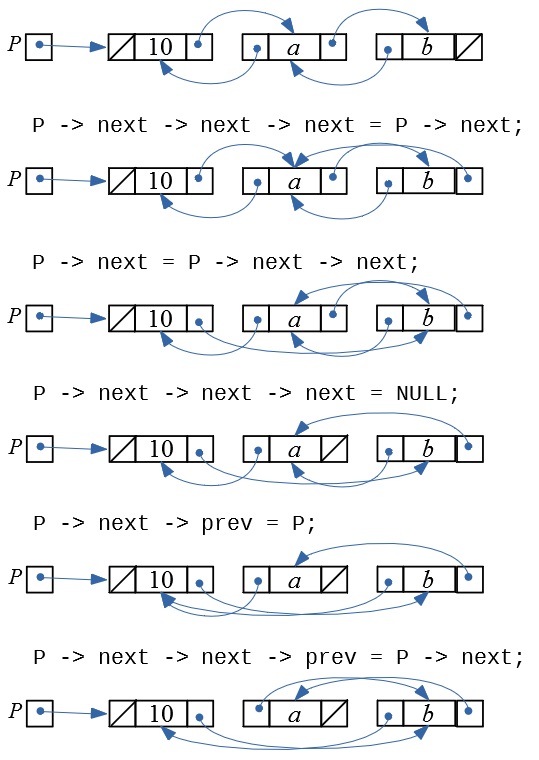 P 10 a b
P -> next -> next -> next = P -> next;
P 10 a b
P -> next = P -> next -> next;
P 10 a b
P -> next -> next -> next = NULL;
P 10 a b
P -> next -> prev = P;
P 10 a b
P -> next -> next -> prev = P -> next;
P 10 a b